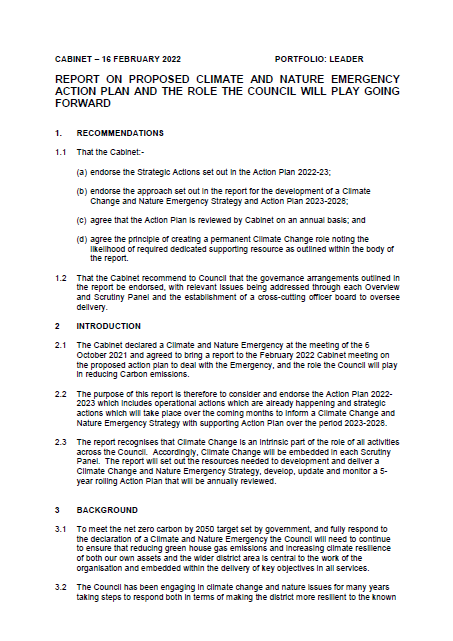 CABINET – 16 FEBRUARY 2022 PORTFOLIO: LEADER
REPORT ON PROPOSED CLIMATE AND NATURE EMERGENCY
ACTION PLAN AND THE ROLE THE COUNCIL WILL PLAY GOING
FORWARD
1. RECOMMENDATIONS
1.1 That the Cabinet:-
(a) endorse the Strategic Actions set out in the Action Plan 2022-23;
(b) endorse the approach set out in the report for the development of a Climate
Change and Nature Emergency Strategy and Action Plan 2023-2028;
(c) agree that the Action Plan is reviewed by Cabinet on an annual basis; and
(d) agree the principle of creating a permanent Climate Change role noting the
likelihood of required dedicated supporting resource as outlined within the body of
the report.
1.2 That the Cabinet recommend to Council that the governance arrangements outlined in
the report be endorsed, with relevant issues being addressed through each Overview
and Scrutiny Panel and the establishment of a cross-cutting officer board to oversee
delivery.
2 INTRODUCTION
2.1 The Cabinet declared a Climate and Nature Emergency at the meeting of the 6
October 2021 and agreed to bring a report to the February 2022 Cabinet meeting on
the proposed action plan to deal with the Emergency, and the role the Council will play
in reducing Carbon emissions.
2.2 The purpose of this report is therefore to consider and endorse the Action Plan 2022-
2023 which includes operational actions which are already happening and strategic
actions which will take place over the coming months to inform a Climate Change and
Nature Emergency Strategy with supporting Action Plan over the period 2023-2028.
2.3 The report recognises that Climate Change is an intrinsic part of the role of all activities
across the Council. Accordingly, Climate Change will be embedded in each Scrutiny
Panel. The report will set out the resources needed to development and deliver a
Climate Change and Nature Emergency Strategy, develop, update and monitor a 5-
year rolling Action Plan that will be annually reviewed.
3 BACKGROUND
3.1 To meet the net zero carbon by 2050 target set by government, and fully respond to
the declaration of a Climate and Nature Emergency the Council will need to continue
to ensure that reducing green house gas emissions and increasing climate resilience
of both our own assets and the wider district area is central to the work of the
organisation and embedded within the delivery of key objectives in all services.
3.2 The Council has been engaging in climate change and nature issues for many years
taking steps to respond both in terms of making the district more resilient to the known